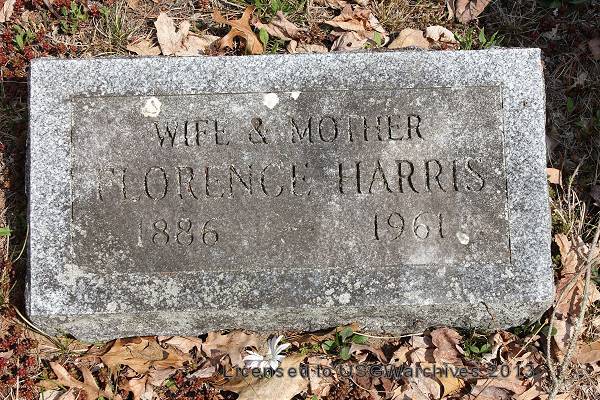 WIFE & MOTHER
FLORENCE HARRIS
1886 1961
Licensed to USGWarchives 2013